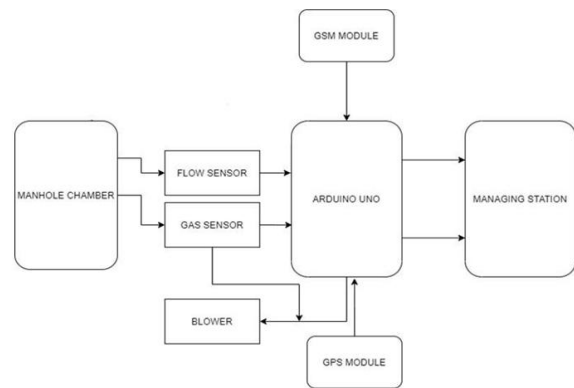 GSM MODULE
MANHOLE CHAMBER
FLOW SENSOR
GAS SENSOR
ARDUINO UNO
MANAGING STATION
BLOWER
GPS MODULE